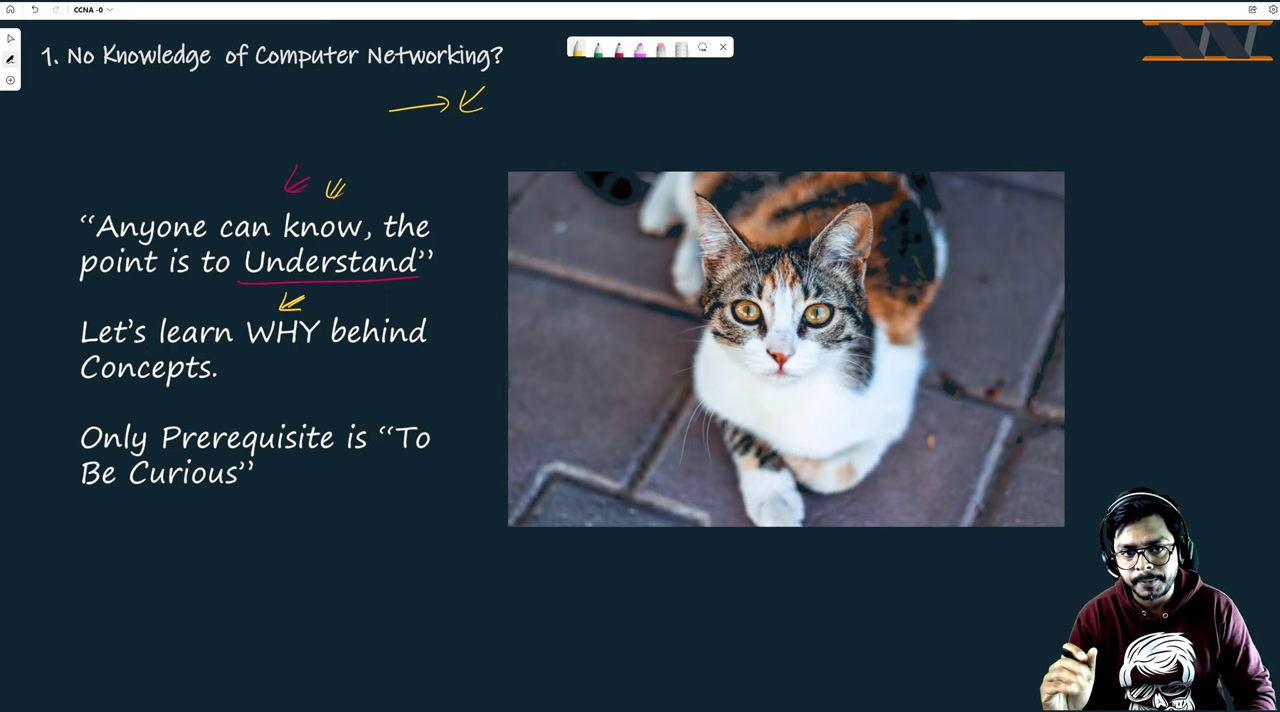 CCNA -0
1. No Knowledge of Computer Networking?
“Anyone can know, the
point is to Understand”
Let’s learn WHY behind
Concepts.
Only Prerequisite is “To
Be Curious”